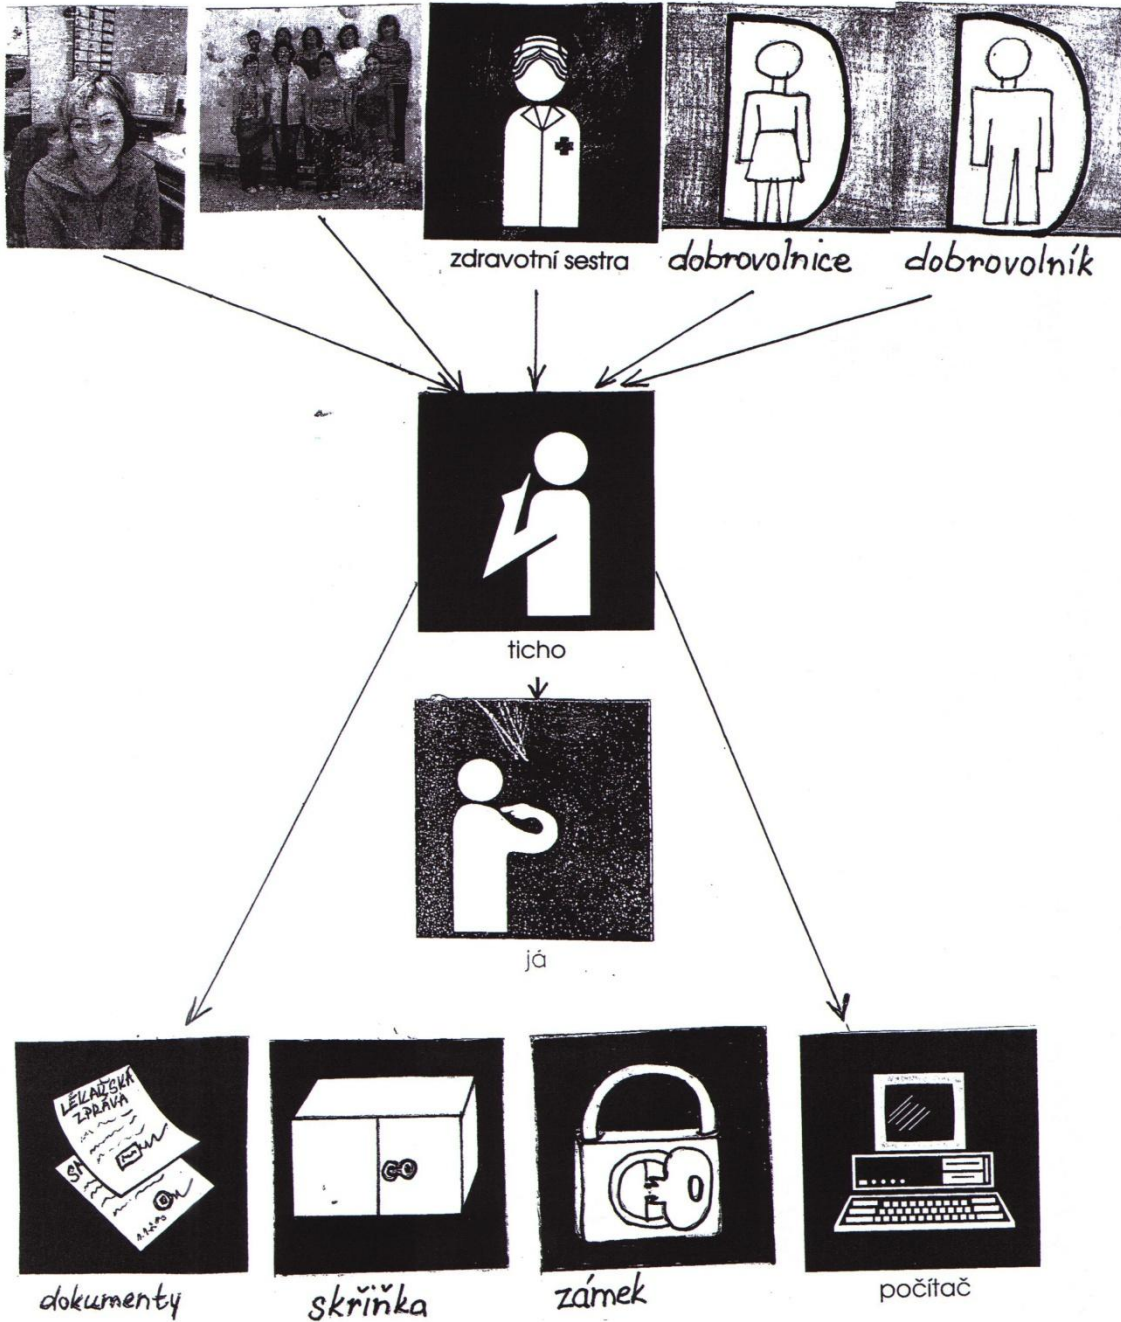 zdravotní sestra
dobrovolnice
dobrovolník
ticho
já
LÉKAŘSKÁ
ZPRÁVA
dokumenty
skříňka
zámek
počítač